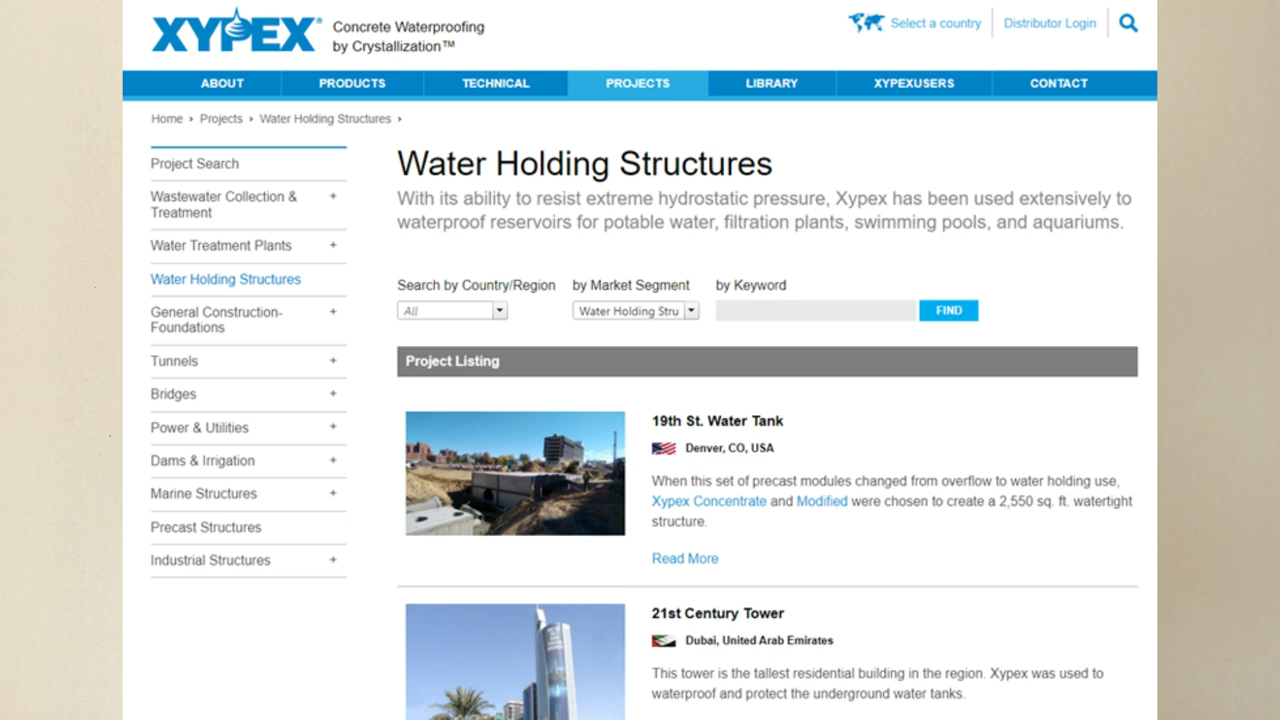 XYPEX®
Concrete Waterproofing
by Crystallization™
Select a country
Distributor Login
ABOUT PRODUCTS TECHNICAL PROJECTS LIBRARY XYPEXUSERS CONTACT
Home › Projects › Water Holding Structures ›
Project Search
Wastewater Collection & +
Treatment
Water Treatment Plants +
Water Holding Structures
General Construction- +
Foundations
Tunnels +
Bridges +
Power & Utilities +
Dams & Irrigation +
Marine Structures +
Precast Structures
Industrial Structures +
Water Holding Structures
With its ability to resist extreme hydrostatic pressure, Xypex has been used extensively to
waterproof reservoirs for potable water, filtration plants, swimming pools, and aquariums.
Search by Country/Region by Market Segment by Keyword
All Water Holding Stru FIND
Project Listing
19th St. Water Tank
Denver, CO, USA
When this set of precast modules changed from overflow to water holding use,
Xypex Concentrate and Modified were chosen to create a 2,550 sq. ft. watertight
structure.
Read More
21st Century Tower
Dubai, United Arab Emirates
This tower is the tallest residential building in the region. Xypex was used to
waterproof and protect the underground water tanks.